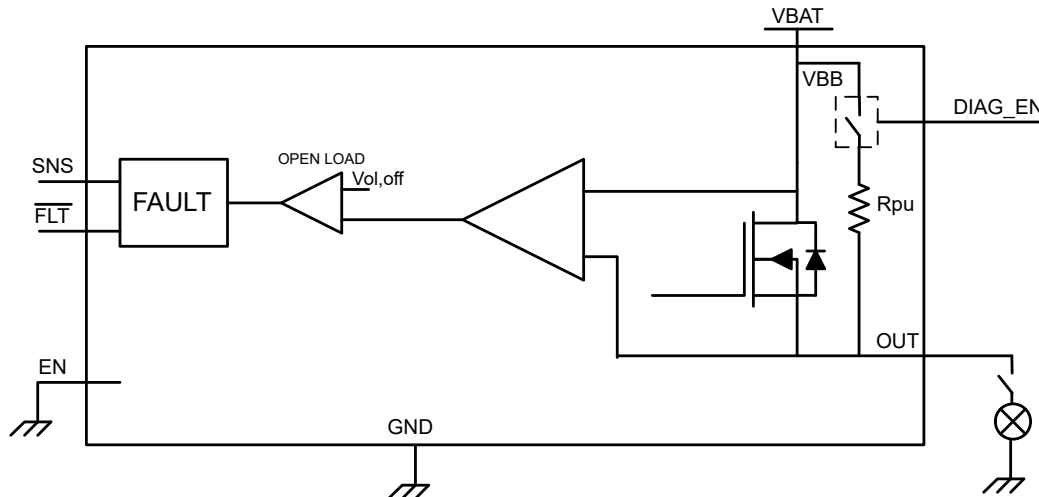 VBAT
VBB
DIAG_EN
SNS
OPEN LOAD
Vol,off
FAULT
FLT
Rpu
OUT
EN
GND